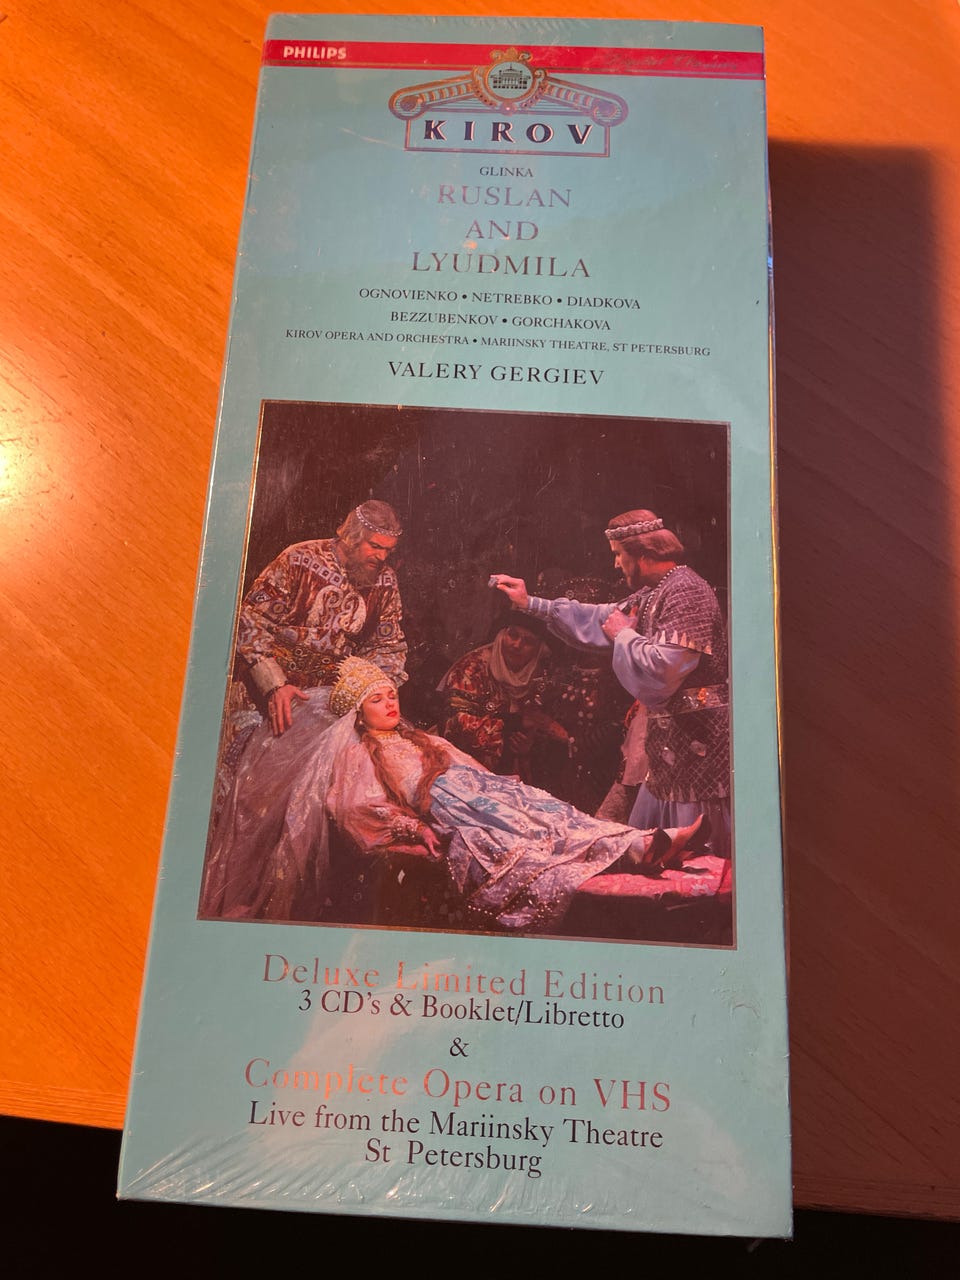 PHILIPS
KIROV
GLINKA
RUSLAN
AND
LYUDMILA
OGNOVIENKO • NETREBKO • DIADKOVA
BEZZUBENKOV • GORCHAKOVA
KIROV OPERA AND ORCHESTRA • MARIINSKY THEATRE, ST PETERSBURG
VALERY GERGIEV
Deluxe Limited Edition
3 CD's & Booklet/Libretto
&
Complete Opera on VHS
Live from the Mariinsky Theatre
St Petersburg